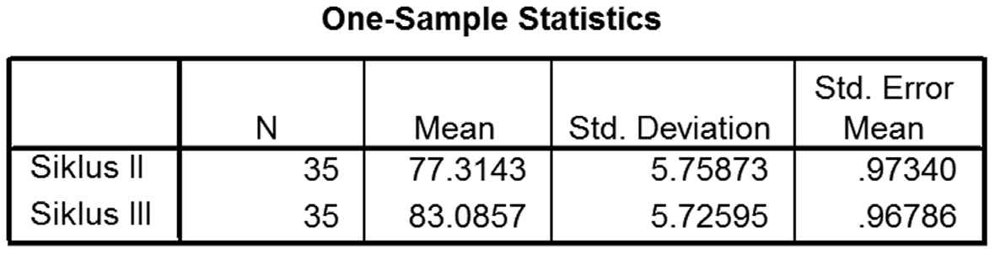 One-Sample Statistics
N Mean Std. Deviation Std. Error Mean
Siklus II 35 77.3143 5.75873 .97340
Siklus III 35 83.0857 5.72595 .96786